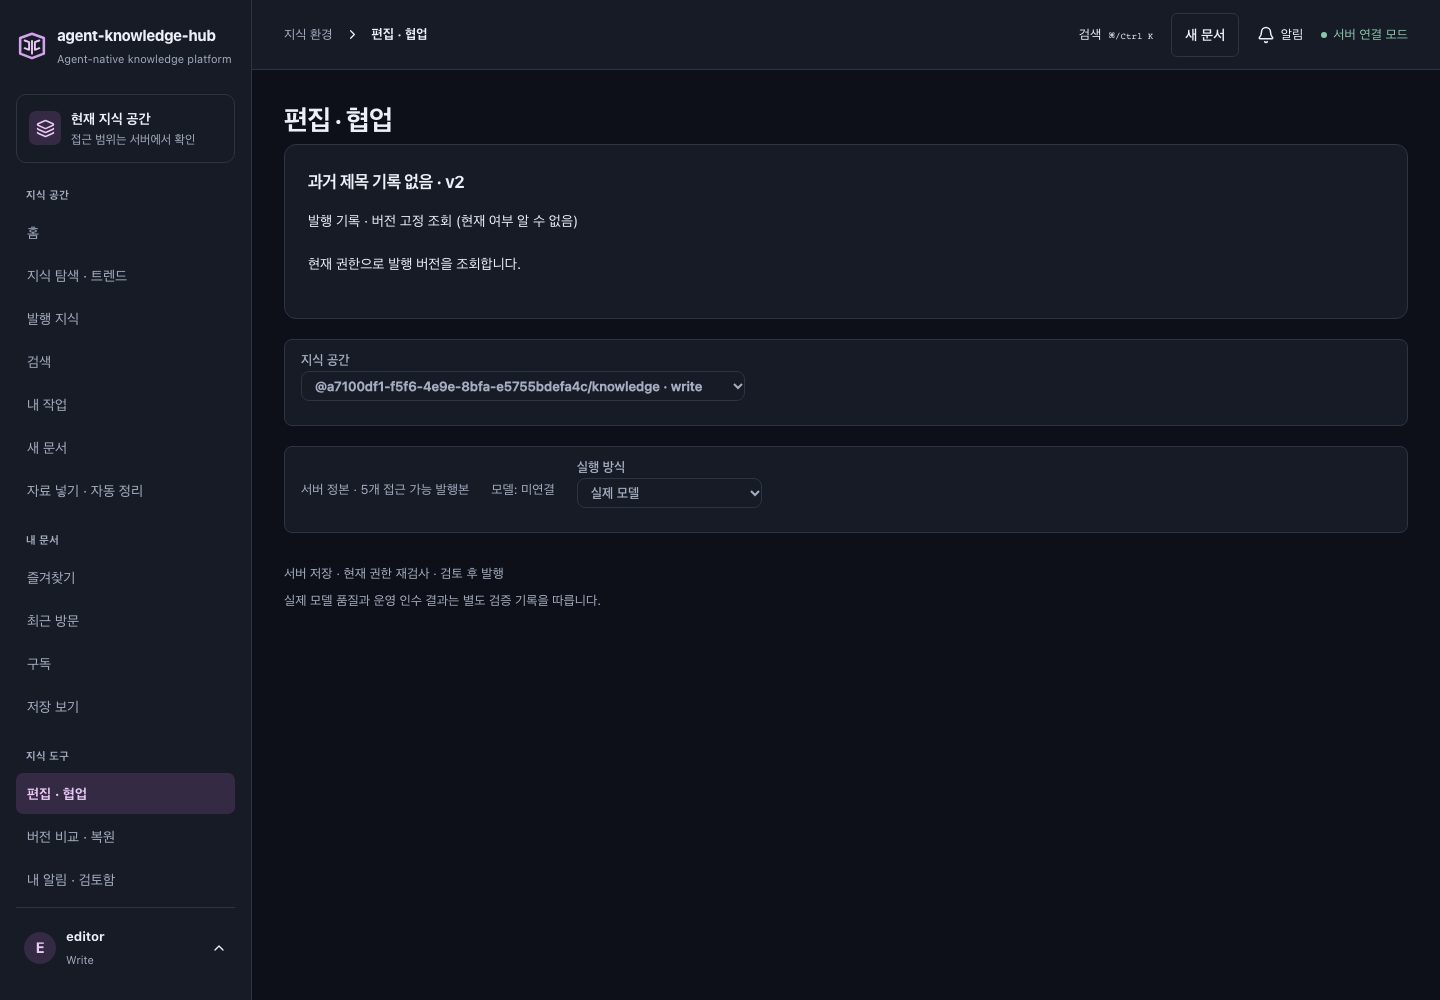 agent-knowledge-hub
Agent-native knowledge platform
현재 지식 공간
접근 범위는 서버에서 확인
지식 공간
홈
지식 탐색 · 트렌드
발행 지식
검색
내 작업
새 문서
자료 넣기 · 자동 정리
내 문서
즐겨찾기
최근 방문
구독
저장 보기
지식 도구
편집 · 협업
버전 비교 · 복원
내 알림 · 검토함
E
editor
Write
지식 환경 > 편집 · 협업
검색 ⌘/Ctrl K
새 문서
알림
서버 연결 모드
편집 · 협업
과거 제목 기록 없음 · v2
발행 기록 · 버전 고정 조회 (현재 여부 알 수 없음)
현재 권한으로 발행 버전을 조회합니다.
지식 공간
@a7100df1-f5f6-4e9e-8bfa-e5755bdefa4c/knowledge · write
실행 방식
서버 정본 · 5개 접근 가능 발행본 모델: 미연결 실제 모델
서버 저장 · 현재 권한 재검사 · 검토 후 발행
실제 모델 품질과 운영 인수 결과는 별도 검증 기록을 따릅니다.